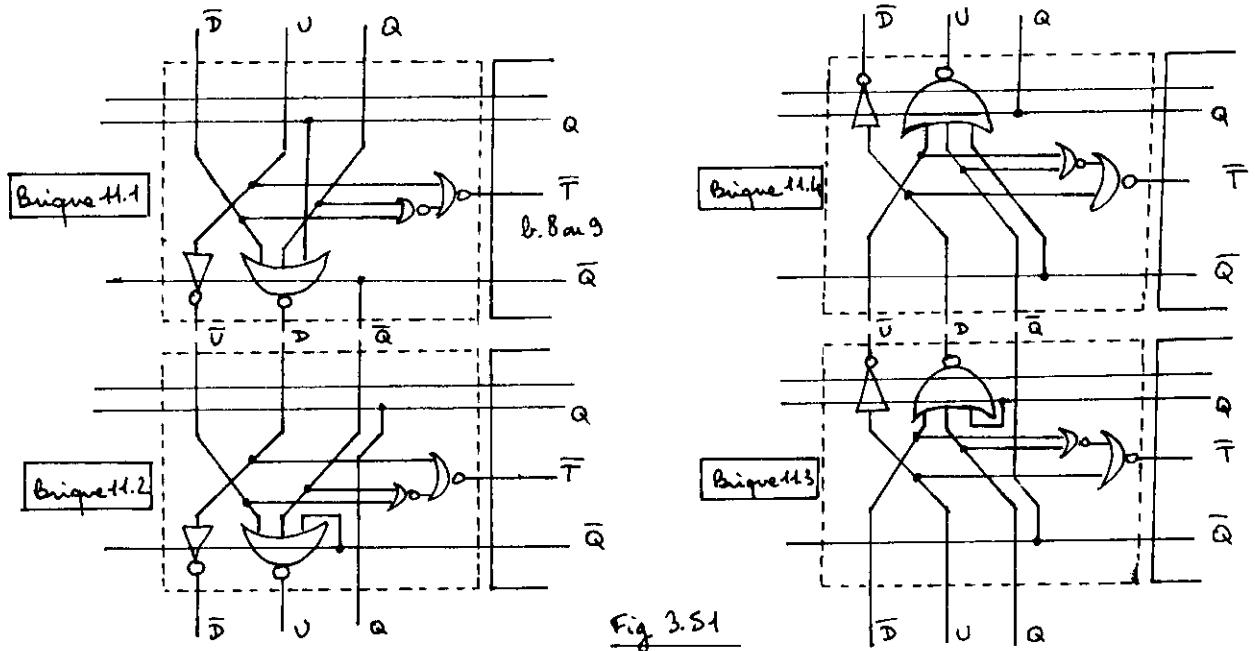 D̅ U Q
D̅ U Q
Q
Q
Brique 11.1
T̅
Brique 11.4
T̅
b. 8 ou 9
Q̅
Q̅
U̅ D Q̅
U̅ D Q̅
Q
Q
Brique 11.2
T̅
Brique 11.3
T̅
Q̅
Q̅
D̅ U Q
D̅ U Q
Fig 3.51